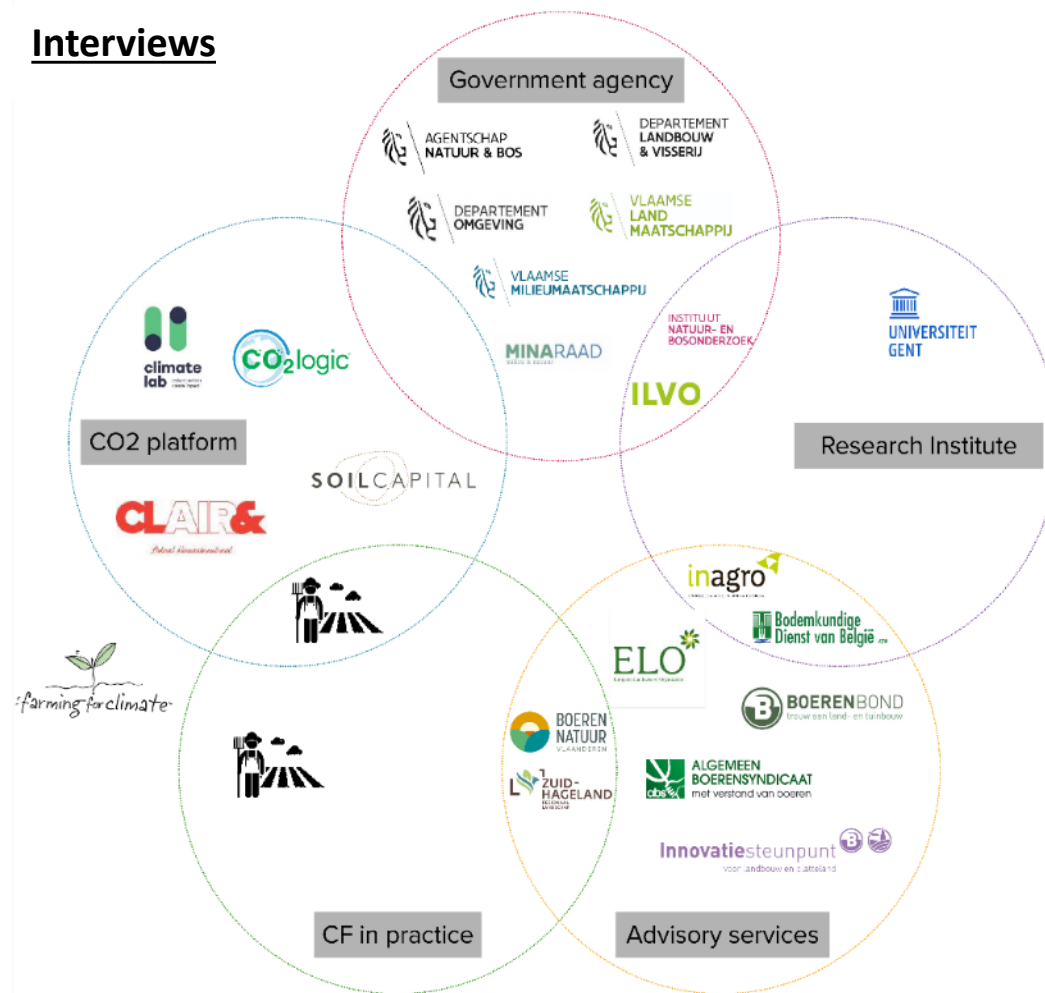 Interviews
Government agency
AGENTSCHAP
NATUUR & BOS
DEPARTEMENT
LANDBOUW
& VISSERIJ
DEPARTEMENT
OMGEVING
VLAAMSE
LAND
MAATSCHAPPIJ
VLAAMSE
MILIEUMAATSCHAPPIJ
MINARAAD
INSTITUUT
NATUUR- EN
BOSONDERZOEK
ILVO
UNIVERSITEIT
GENT
Research Institute
climate
lab
CO2logic
CO2 platform
SOILCAPITAL
CLAIR&
farming for climate
inagro
Bodemkundige
Dienst van België
ELO
BOERENBOND
trouw aan land- en tuinbouw
BOEREN
NATUUR
VLAANDEREN
ZUID-
HAGELAND
REGIONAAL
LANDSCHAP
abs
ALGEMEEN
BOERENSYNDICAAT
met verstand van boeren
Innovatiesteunpunt
voor landbouw en platteland
CF in practice
Advisory services